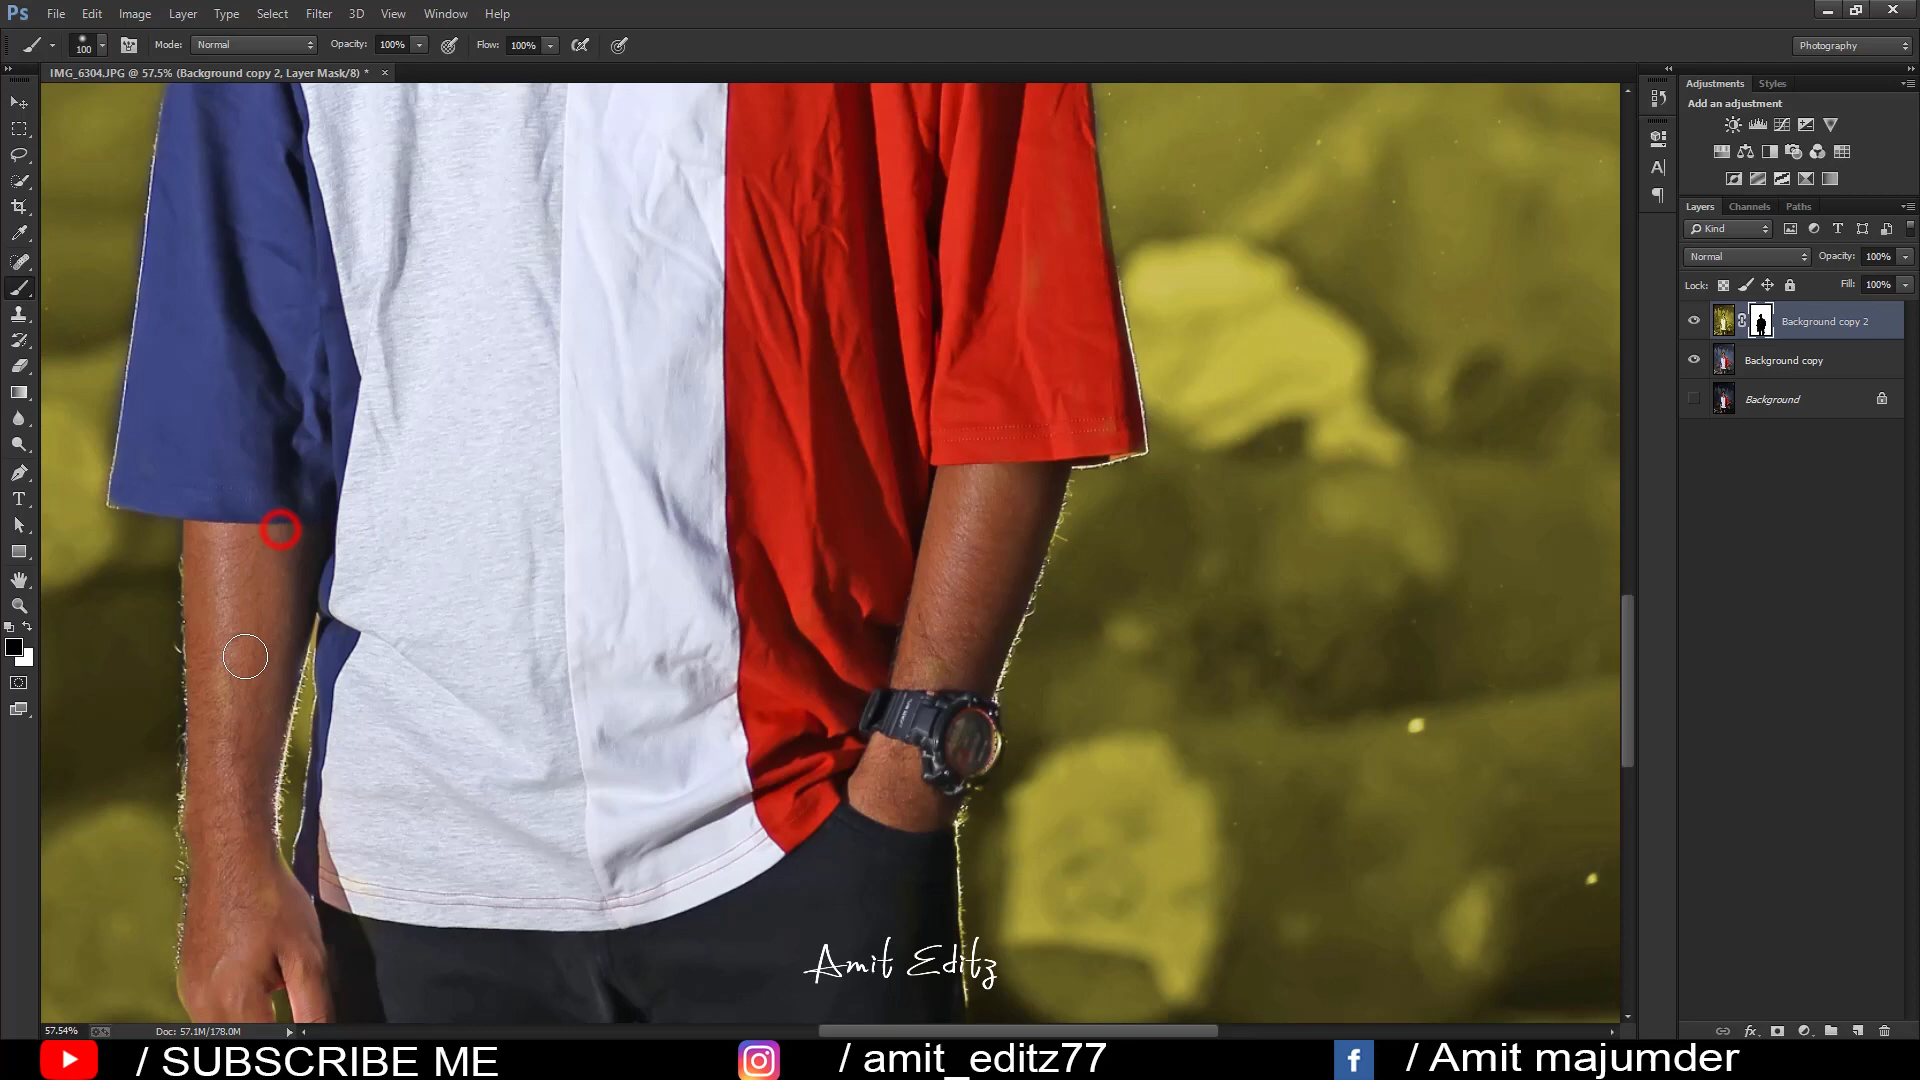 Ps File Edit Image Layer Type Select Filter 3D View Window Help
100 Mode: Normal Opacity: 100% Flow: 100% Photography
IMG_6304.JPG @ 57.5% (Background copy 2, Layer Mask/8) * ×
Adjustments Styles
Add an adjustment
Layers Channels Paths
Kind
Normal Opacity: 100%
Lock: Fill: 100%
Background copy 2
Background copy
Background
Amit Editz
57.54% Doc: 57.1M/178.0M
/ SUBSCRIBE ME / amit_editz77 / Amit majumder